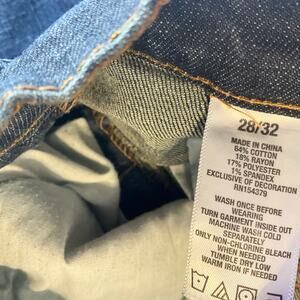 28/32
MADE IN CHINA
64% COTTON
18% RAYON
17% POLYESTER
1% SPANDEX
EXCLUSIVE OF DECORATION
RN154379
WASH ONCE BEFORE
WEARING
TURN GARMENT INSIDE OUT
MACHINE WASH COLD
SEPARATELY
ONLY NON-CHLORINE BLEACH
WHEN NEEDED
TUMBLE DRY LOW
WARM IRON IF NEEDED